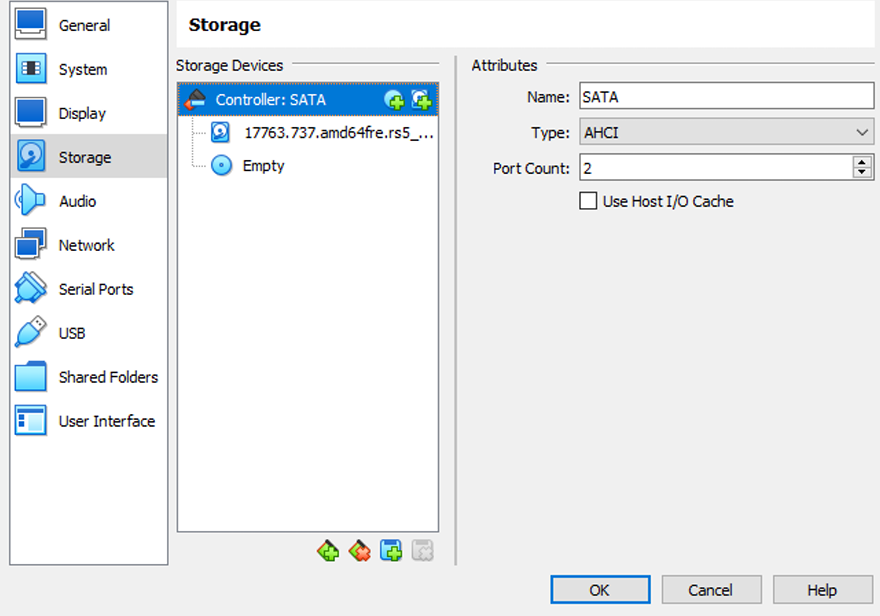 General
System
Display
Storage
Audio
Network
Serial Ports
USB
Shared Folders
User Interface
Storage
Storage Devices
Controller: SATA
17763.737.amd64fre.rs5_...
Empty
Attributes
Name: SATA
Type: AHCI
Port Count: 2
Use Host I/O Cache
OK Cancel Help